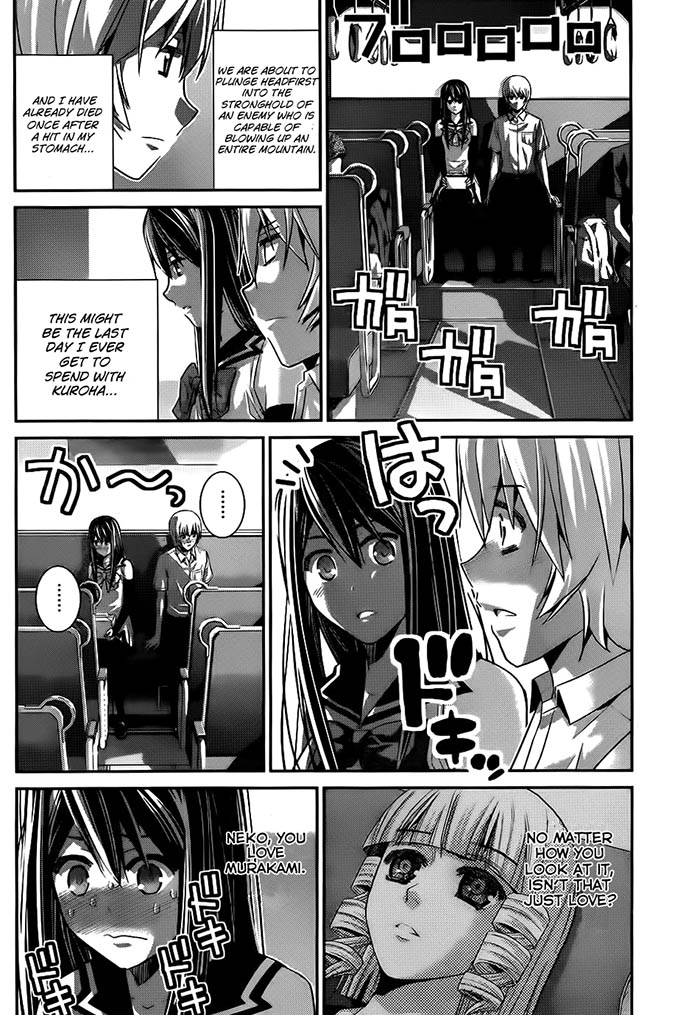 ブロロロロロロ
ガタ
ガタ
ガタ
WE ARE ABOUT TO
PLUNGE HEADFIRST
INTO THE
STRONGHOLD OF
AN ENEMY WHO IS
CAPABLE OF
BLOWING UP AN
ENTIRE MOUNTAIN.
AND I HAVE
ALREADY DIED
ONCE AFTER
A HIT IN MY
STOMACH...
THIS MIGHT
BE THE LAST
DAY I EVER
GET TO
SPEND WITH
KUROHA...
はっ
ドキッ
か〜っ
......
......
NO MATTER
HOW YOU
LOOK AT IT,
ISN'T THAT
JUST LOVE?
NEKO, YOU
LOVE
MURAKAMI.
ドキ
ドキ
ドキ